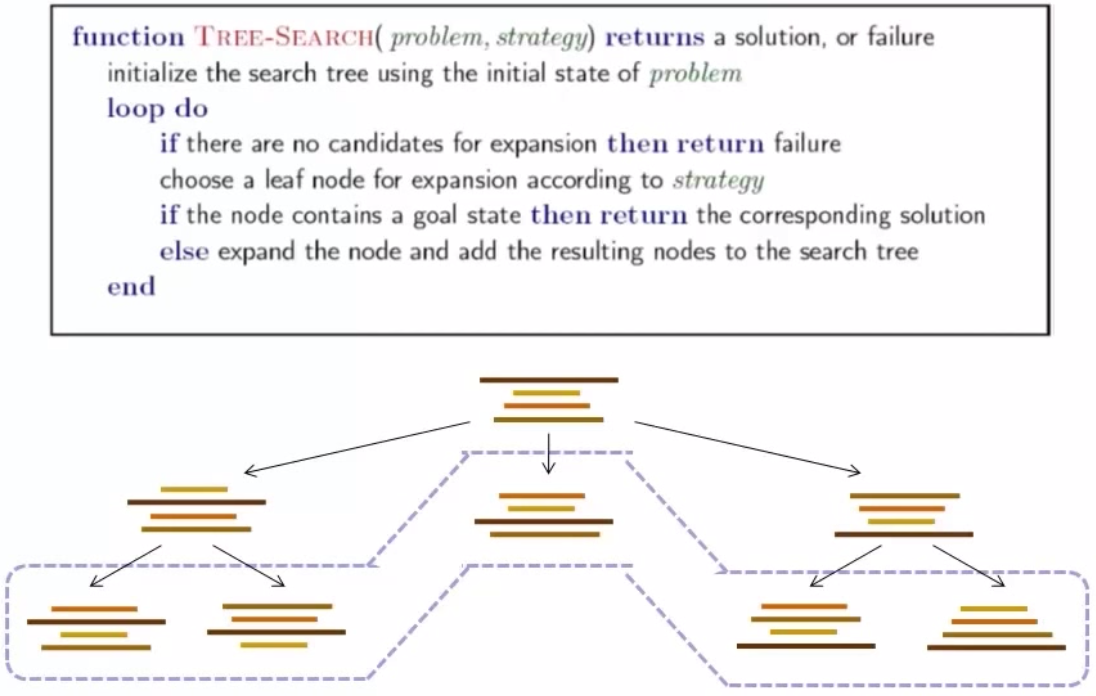 function TREE-SEARCH( problem, strategy) returns a solution, or failure
initialize the search tree using the initial state of problem
loop do
if there are no candidates for expansion then return failure
choose a leaf node for expansion according to strategy
if the node contains a goal state then return the corresponding solution
else expand the node and add the resulting nodes to the search tree
end